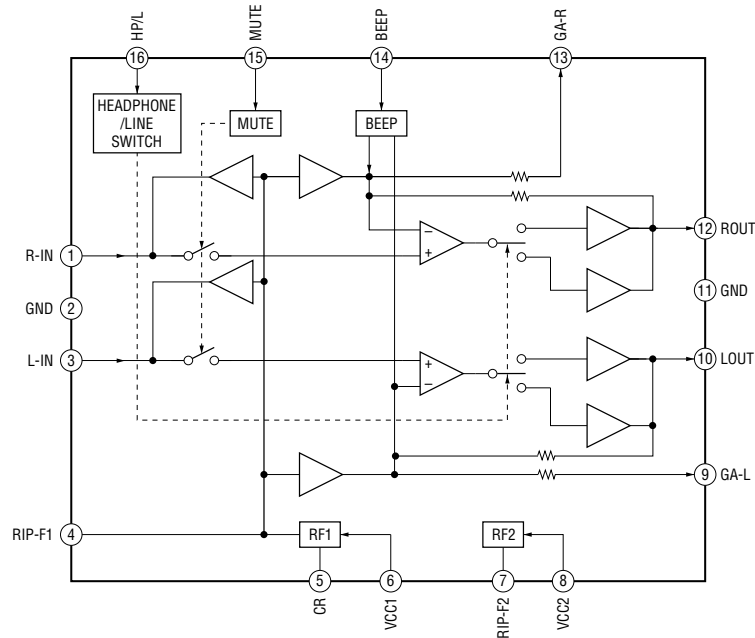 HP/L
MUTE
BEEP
GA-R
16
15
14
13
HEADPHONE
/LINE
SWITCH
MUTE
BEEP
R-IN 1
GND 2
L-IN 3
RIP-F1 4
−
+
+
−
12 ROUT
11 GND
10 LOUT
9 GA-L
RF1
RF2
5
6
7
8
CR
VCC1
RIP-F2
VCC2